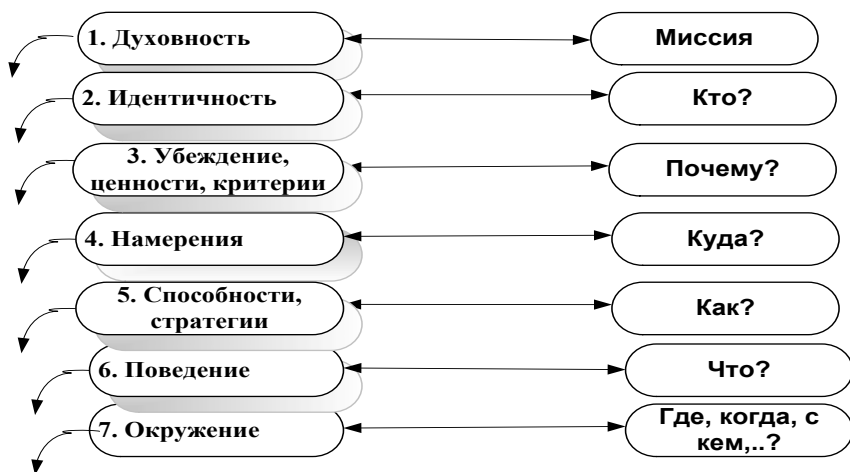 1. Духовность
Миссия
2. Идентичность
Кто?
3. Убеждение,
ценности, критерии
Почему?
4. Намерения
Куда?
5. Способности,
стратегии
Как?
6. Поведение
Что?
7. Окружение
Где, когда, с
кем,..?